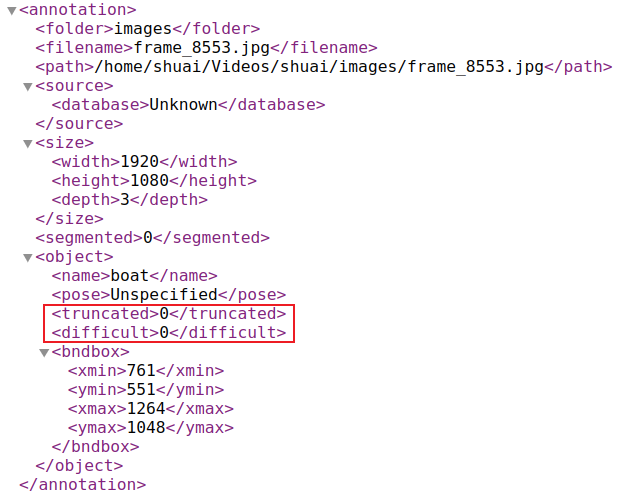 <annotation>
<folder>images</folder>
<filename>frame_8553.jpg</filename>
<path>/home/shuai/Videos/shuai/images/frame_8553.jpg</path>
<source>
<database>Unknown</database>
</source>
<size>
<width>1920</width>
<height>1080</height>
<depth>3</depth>
</size>
<segmented>0</segmented>
<object>
<name>boat</name>
<pose>Unspecified</pose>
<truncated>0</truncated>
<difficult>0</difficult>
<bndbox>
<xmin>761</xmin>
<ymin>551</ymin>
<xmax>1264</xmax>
<ymax>1048</ymax>
</bndbox>
</object>
</annotation>